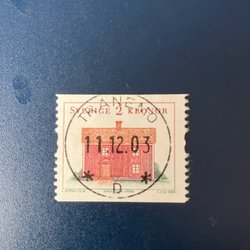 SVERIGE 2 KRONOR
TRANEMO
11.12.03
* *
D